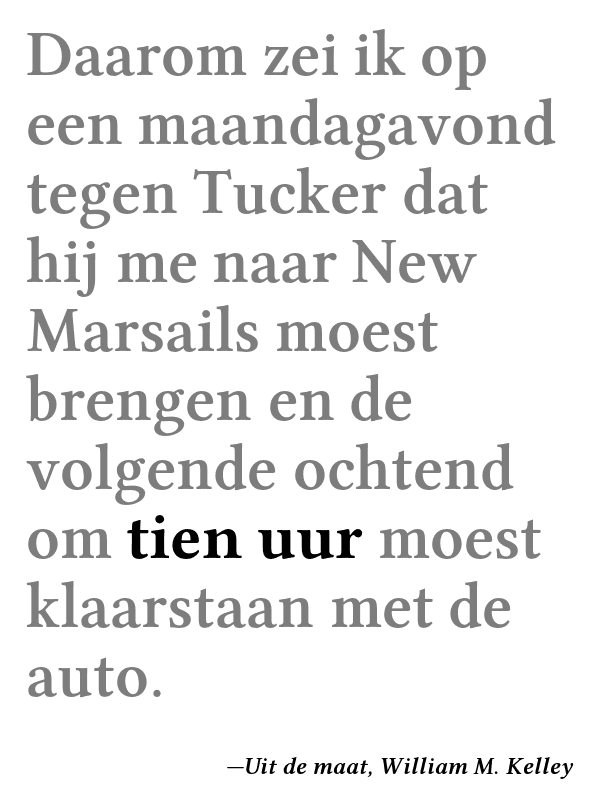 Daarom zei ik op
een maandagavond
tegen Tucker dat
hij me naar New
Marsails moest
brengen en de
volgende ochtend
om tien uur moest
klaarstaan met de
auto.
—Uit de maat, William M. Kelley